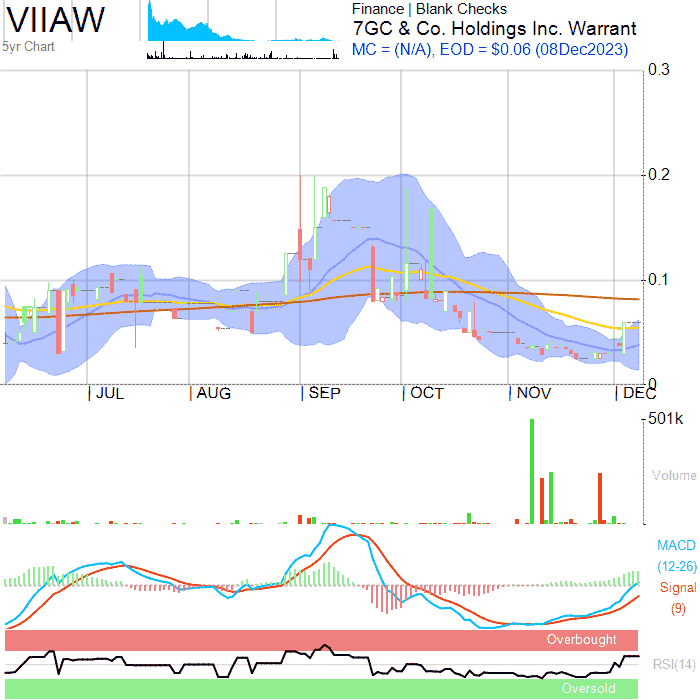 VIIAW
5yr Chart
Finance | Blank Checks
7GC & Co. Holdings Inc. Warrant
MC = (N/A), EOD = $0.06 (08Dec2023)
0.3
0.2
0.1
0
JUL
AUG
SEP
OCT
NOV
DEC
501k
Volume
MACD
(12-26)
Signal
(9)
Overbought
RSI(14)
Oversold